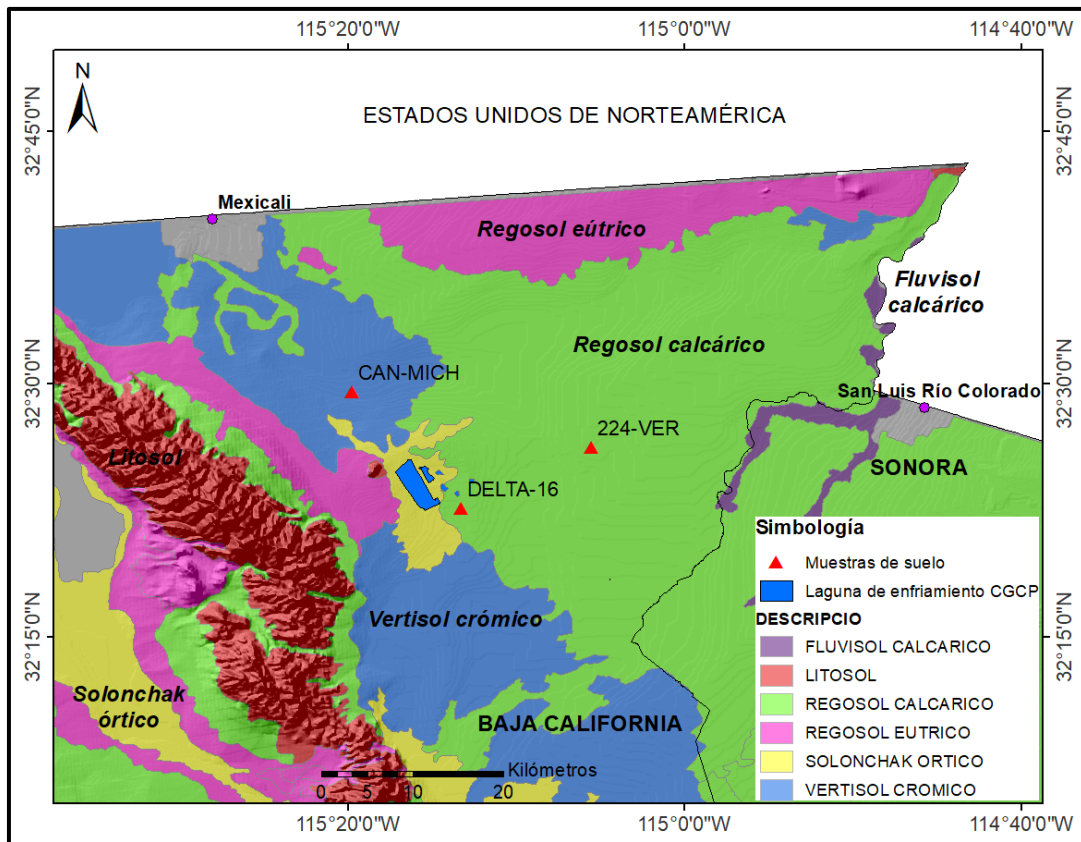 115°20'0"W
115°0'0"W
114°40'0"W
N
ESTADOS UNIDOS DE NORTEAMÉRICA
32°45'0"N
32°45'0"N
Mexicali
Regosol eútrico
Fluvisol
calcárico
Regosol calcárico
CAN-MICH
32°30'0"N
32°30'0"N
San Luis Río Colorado
224-VER
Litosol
SONORA
DELTA-16
Simbología
Muestras de suelo
Laguna de enfriamiento CGCP
DESCRIPCIO
FLUVISOL CALCARICO
LITOSOL
REGOSOL CALCARICO
REGOSOL EUTRICO
SOLONCHAK ORTICO
VERTISOL CROMICO
Vertisol crómico
32°15'0"N
32°15'0"N
Solonchak
órtico
BAJA CALIFORNIA
Kilómetros
0 5 10 20
115°20'0"W
115°0'0"W
114°40'0"W